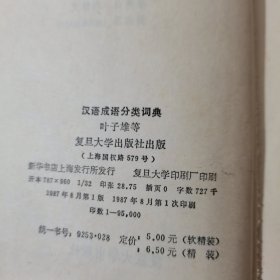 汉语成语分类词典
叶子雄等
复旦大学出版社出版
(上海国权路579号)
新华书店上海发行所发行 复旦大学印刷厂印刷
开本787×960 1/32 印张28.75 插页0 字数727千
1987年8月第1版 1987年8月第1次印刷
印数1—95,000
统一书号:9253·028 定价:5.00元(软精装)
6.50元(精装)